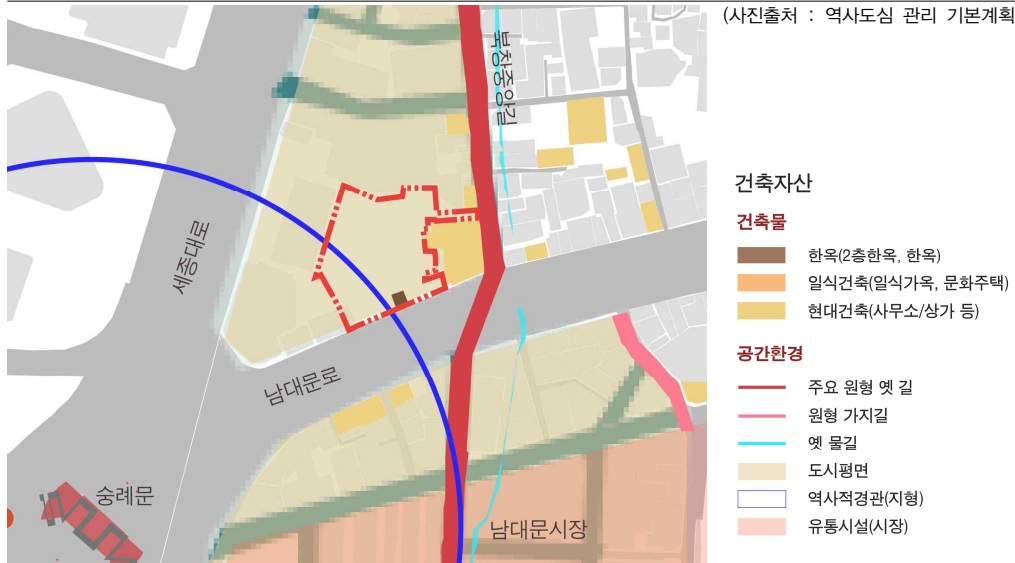 (사진출처 : 역사도심 관리 기본계획
북창중앙길
세종대로
남대문로
숭례문
남대문시장
건축자산
건축물
한옥(2층한옥, 한옥)
일식건축(일식가옥, 문화주택)
현대건축(사무소/상가 등)
공간환경
주요 원형 옛 길
원형 가지길
옛 물길
도시평면
역사적경관(지형)
유통시설(시장)